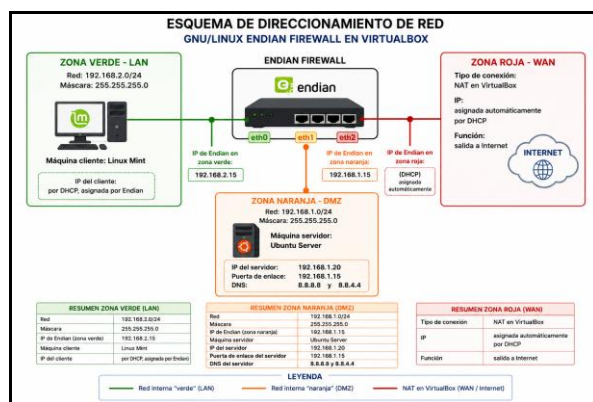 ESQUEMA DE DIRECCIONAMIENTO DE RED
GNU/LINUX ENDIAN FIREWALL EN VIRTUALBOX
ZONA VERDE - LAN
Red: 192.168.2.0/24
Máscara: 255.255.255.0
Máquina cliente: Linux Mint
IP del cliente:
por DHCP, asignada por Endian
ENDIAN FIREWALL
endian
eth0
eth1
eth2
IP de Endian en
zona verde:
192.168.2.15
IP de Endian en
zona naranja:
192.168.1.15
IP de Endian en
zona roja:
(DHCP)
asignada
automáticamente
ZONA ROJA - WAN
Tipo de conexión:
NAT en VirtualBox
IP:
asignada automáticamente
por DHCP
Función:
salida a Internet
INTERNET
ZONA NARANJA - DMZ
Red: 192.168.1.0/24
Máscara: 255.255.255.0
Máquina servidor:
Ubuntu Server
IP del servidor: 192.168.1.20
Puerta de enlace: 192.168.1.15
DNS: 8.8.8.8 y 8.8.4.4
RESUMEN ZONA VERDE (LAN)
Red 192.168.2.0/24
Máscara 255.255.255.0
IP de Endian (zona verde) 192.168.2.15
Máquina cliente Linux Mint
IP del cliente por DHCP, asignada por Endian
RESUMEN ZONA NARANJA (DMZ)
Red 192.168.1.0/24
Máscara 255.255.255.0
IP de Endian (zona naranja) 192.168.1.15
Máquina servidor Ubuntu Server
IP del servidor 192.168.1.20
Puerta de enlace del servidor 192.168.1.15
DNS del servidor 8.8.8.8 y 8.8.4.4
RESUMEN ZONA ROJA (WAN)
Tipo de conexión NAT en VirtualBox
IP asignada automáticamente
por DHCP
Función salida a Internet
LEYENDA
Red interna "verde" (LAN)
Red interna "naranja" (DMZ)
NAT en VirtualBox (WAN / Internet)